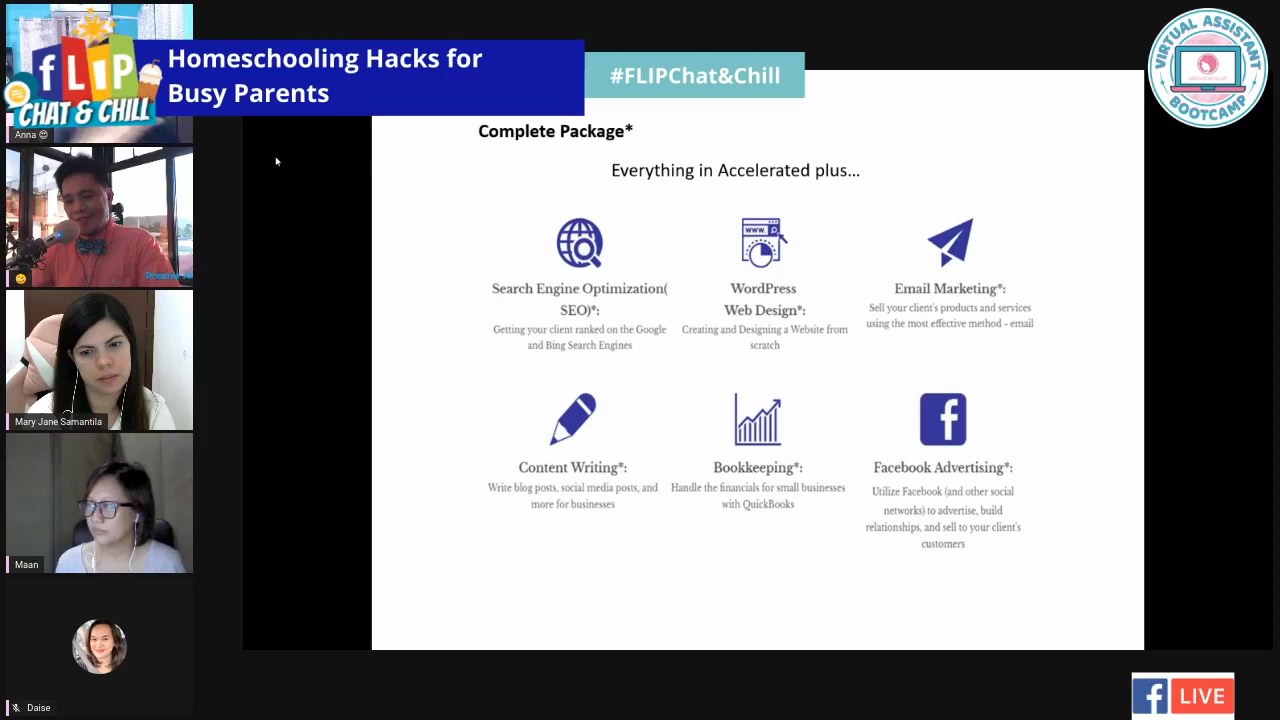 fLIP
CHAT & CHILL
Homeschooling Hacks for
Busy Parents
#FLIPChat&Chill
VIRTUAL ASSISTANT
BOOTCAMP
Anna
Mary Jane Samantila
Maan
Daise
Complete Package*
Everything in Accelerated plus...
Search Engine Optimization(
SEO)*:
Getting your client ranked on the Google
and Bing Search Engines
WWW.
WordPress
Web Design*:
Creating and Designing a Website from
scratch
Email Marketing*:
Sell your client's products and services
using the most effective method - email
Content Writing*:
Write blog posts, social media posts, and
more for businesses
Bookkeeping*:
Handle the financials for small businesses
with QuickBooks
Facebook Advertising*:
Utilize Facebook (and other social
networks) to advertise, build
relationships, and sell to your client's
customers
LIVE